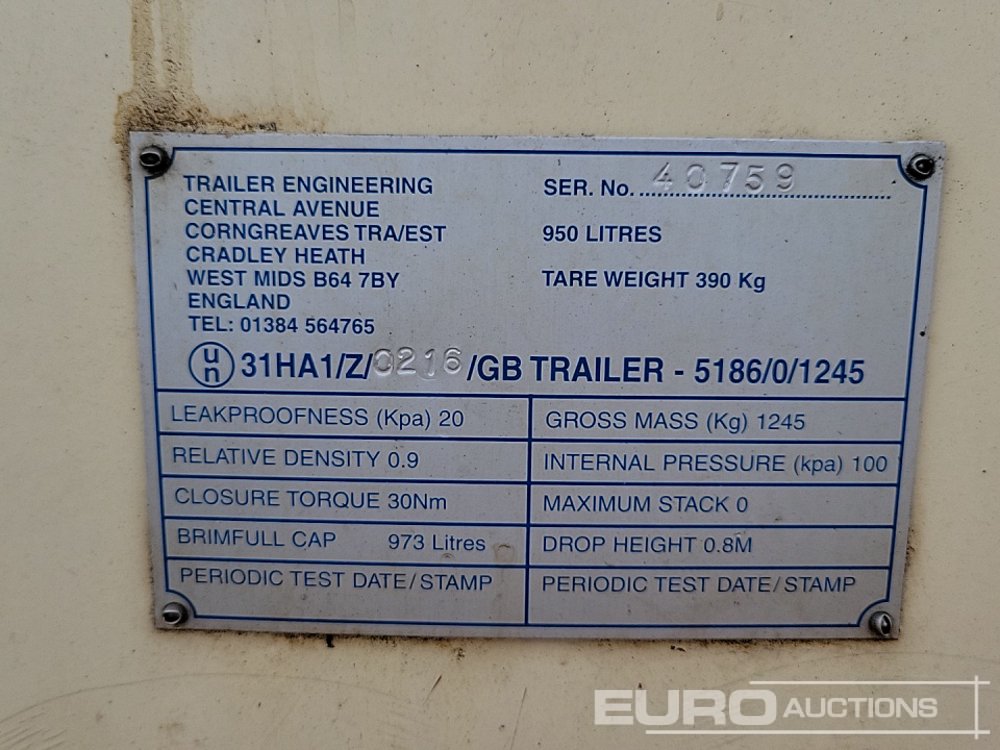 TRAILER ENGINEERING
CENTRAL AVENUE
CORNGREAVES TRA/EST
CRADLEY HEATH
WEST MIDS B64 7BY
ENGLAND
TEL: 01384 564765
SER. No. 40759
950 LITRES
TARE WEIGHT 390 Kg
un 31HA1/Z/0216/GB TRAILER - 5186/0/1245
LEAKPROOFNESS (Kpa) 20
GROSS MASS (Kg) 1245
RELATIVE DENSITY 0.9
INTERNAL PRESSURE (kpa) 100
CLOSURE TORQUE 30Nm
MAXIMUM STACK 0
BRIMFULL CAP 973 Litres
DROP HEIGHT 0.8M
PERIODIC TEST DATE/STAMP
PERIODIC TEST DATE/STAMP
EURO AUCTIONS